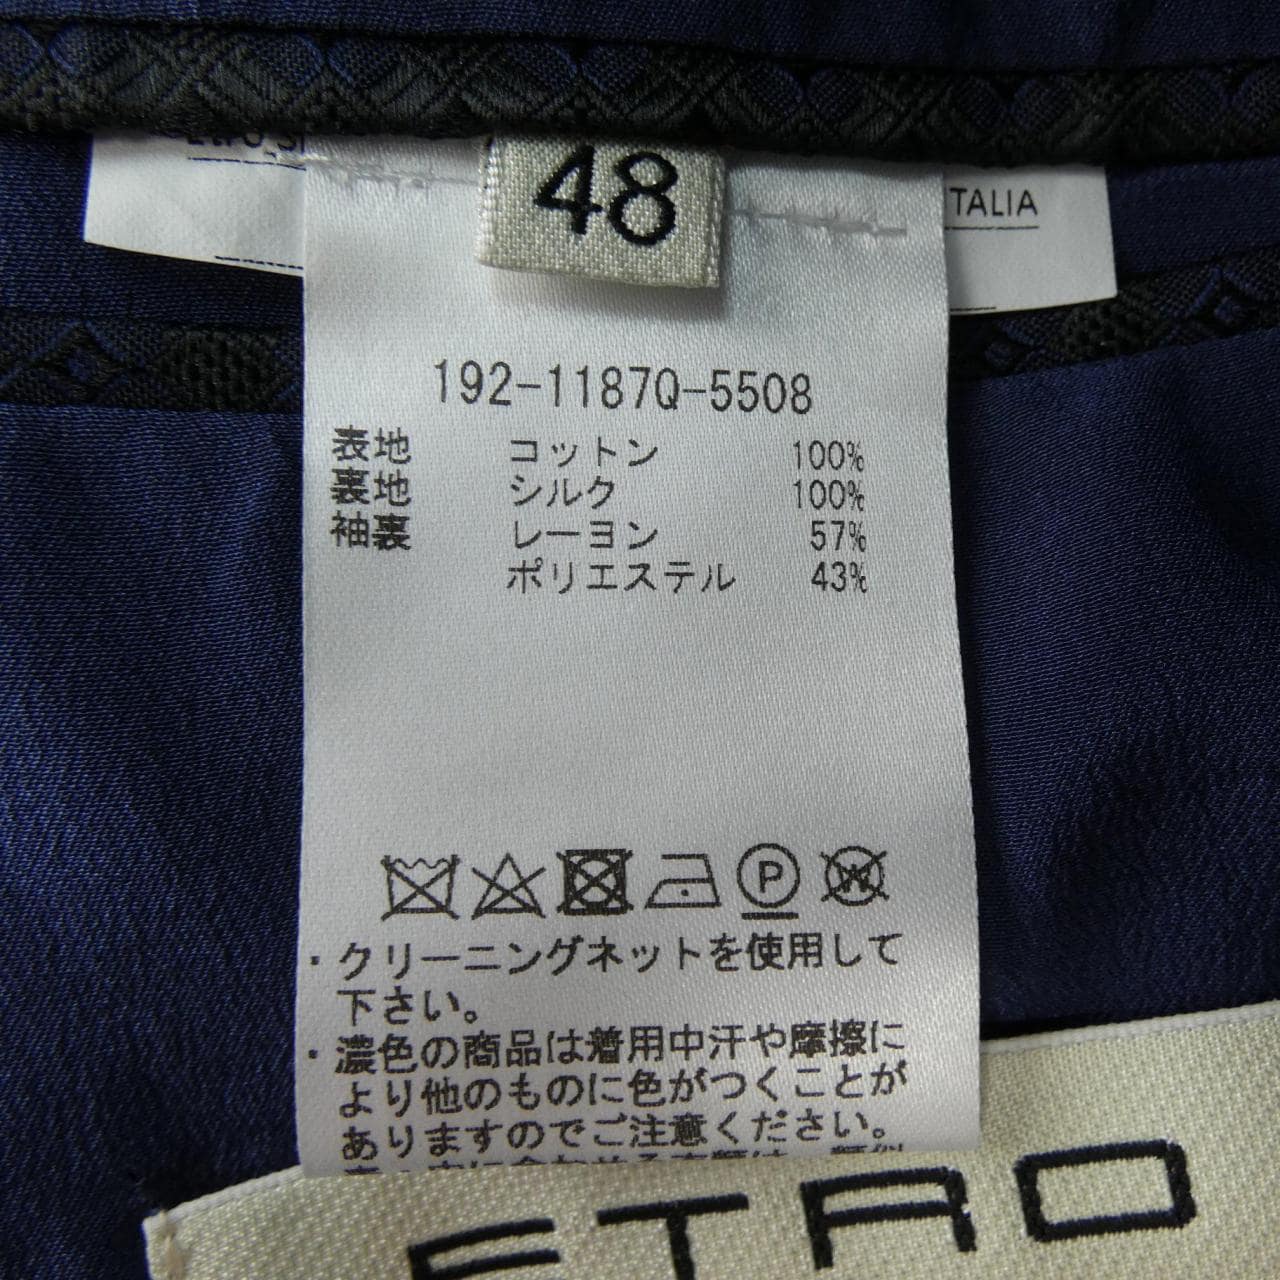 48
TALIA
192-1187Q-5508
表地 コットン 100%
裏地 シルク 100%
袖裏 レーヨン 57%
ポリエステル 43%
P W
・クリーニングネットを使用して
下さい。
・濃色の商品は着用中汗や摩擦に
より他のものに色がつくことが
ありますのでご注意ください。
ETRO